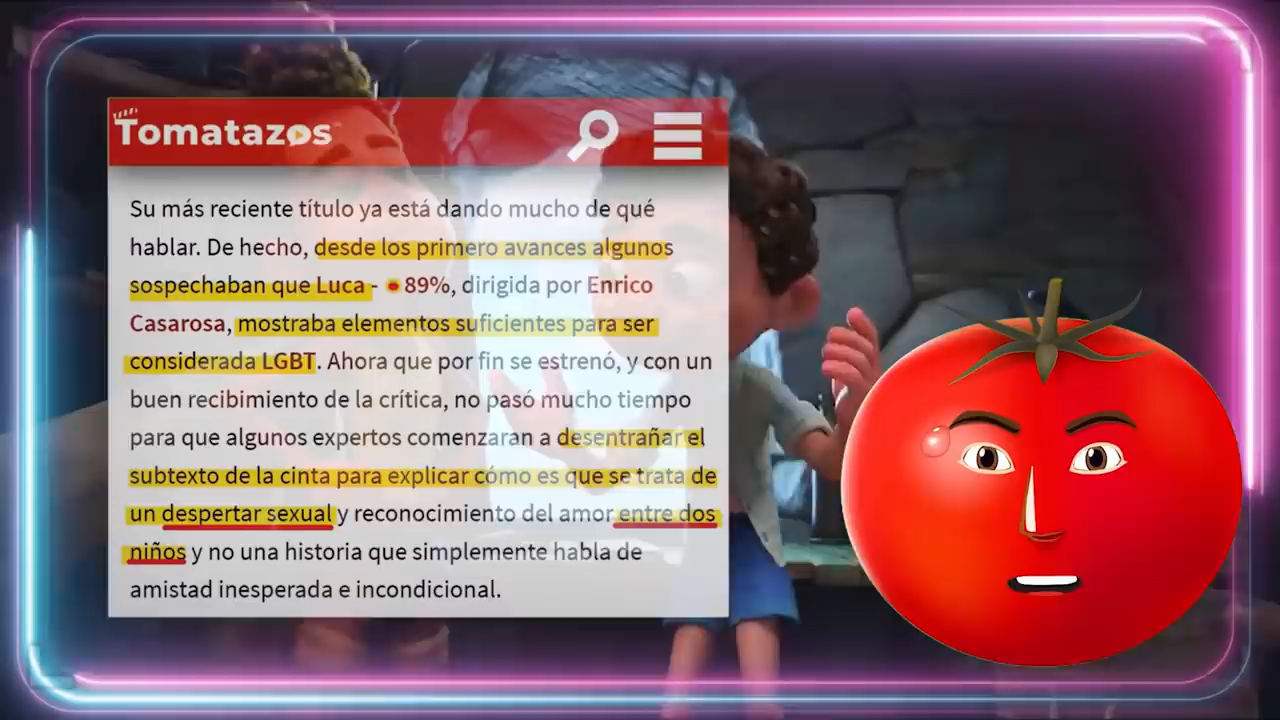 Tomatazos
Su más reciente título ya está dando mucho de qué
hablar. De hecho, desde los primero avances algunos
sospechaban que Luca - 89%, dirigida por Enrico
Casarosa, mostraba elementos suficientes para ser
considerada LGBT. Ahora que por fin se estrenó, y con un
buen recibimiento de la crítica, no pasó mucho tiempo
para que algunos expertos comenzaran a desentrañar el
subtexto de la cinta para explicar cómo es que se trata de
un despertar sexual y reconocimiento del amor entre dos
niños y no una historia que simplemente habla de
amistad inesperada e incondicional.